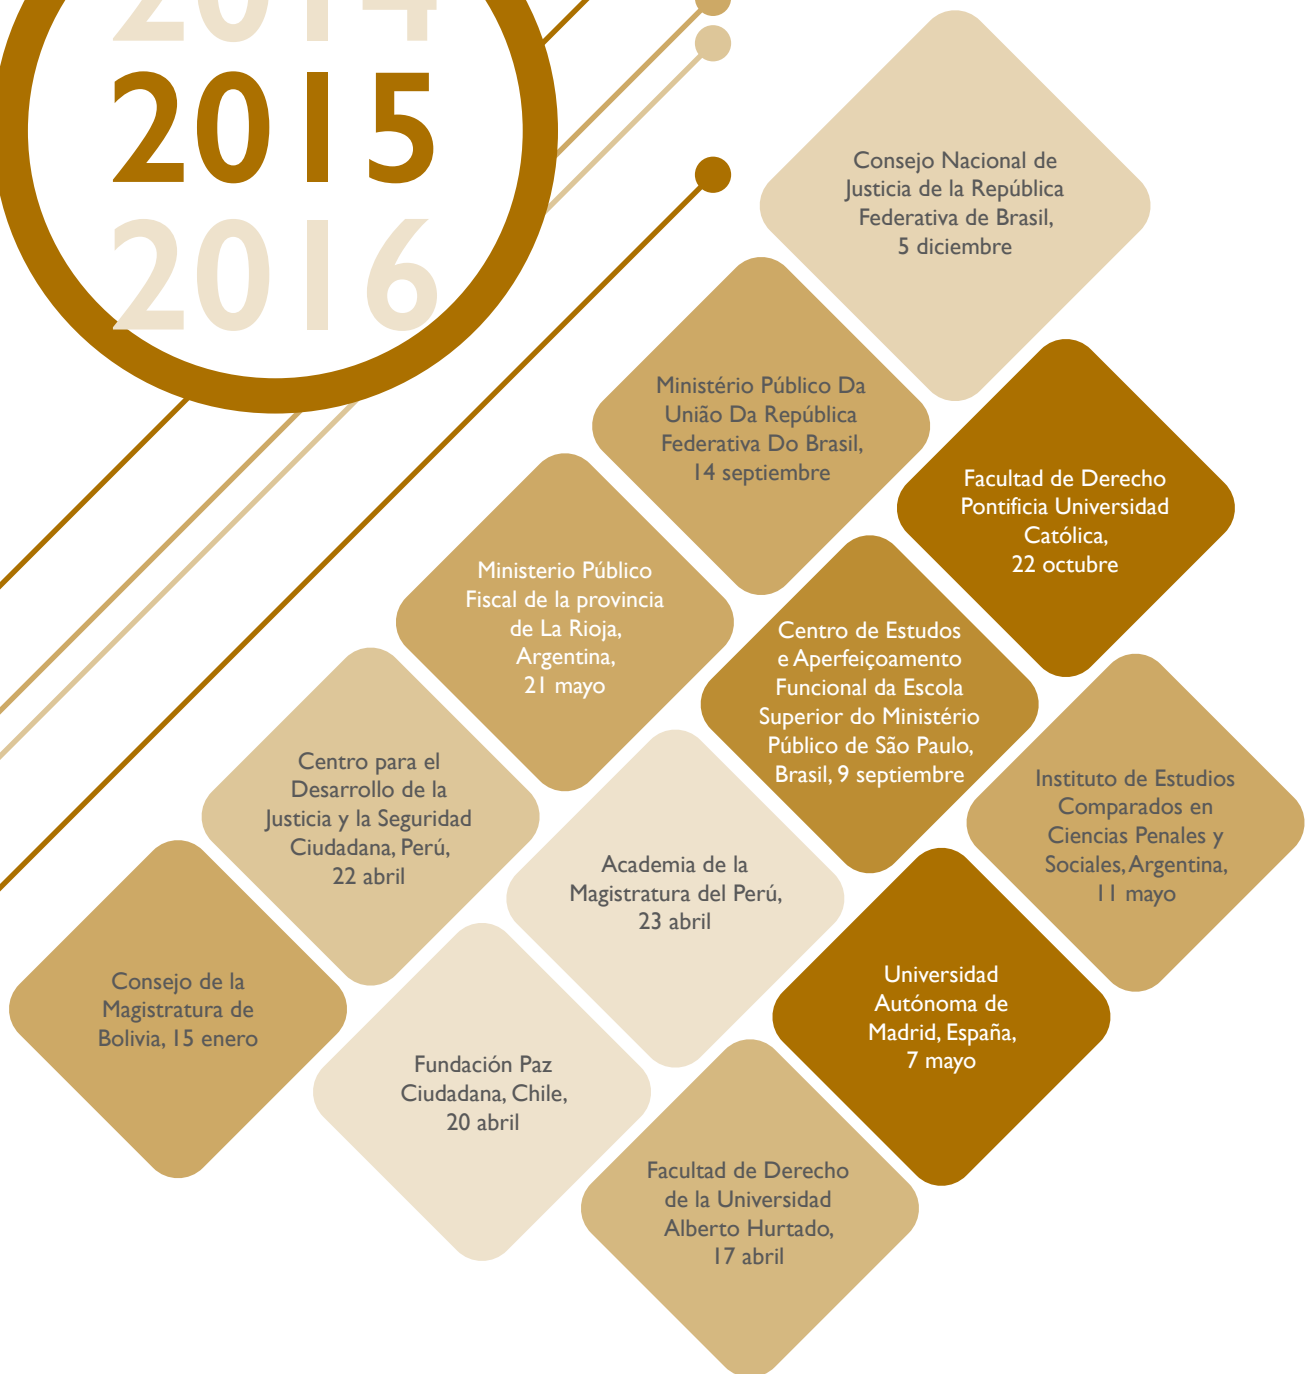 2014
2015
2016
Consejo Nacional de
Justicia de la República
Federativa de Brasil,
5 diciembre
Ministério Público Da
União Da República
Federativa Do Brasil,
14 septiembre
Facultad de Derecho
Pontificia Universidad
Católica,
22 octubre
Ministerio Público
Fiscal de la provincia
de La Rioja,
Argentina,
21 mayo
Centro de Estudos
e Aperfeiçoamento
Funcional da Escola
Superior do Ministério
Público de São Paulo,
Brasil, 9 septiembre
Centro para el
Desarrollo de la
Justicia y la Seguridad
Ciudadana, Perú,
22 abril
Instituto de Estudios
Comparados en
Ciencias Penales y
Sociales, Argentina,
11 mayo
Academia de la
Magistratura del Perú,
23 abril
Consejo de la
Magistratura de
Bolivia, 15 enero
Universidad
Autónoma de
Madrid, España,
7 mayo
Fundación Paz
Ciudadana, Chile,
20 abril
Facultad de Derecho
de la Universidad
Alberto Hurtado,
17 abril